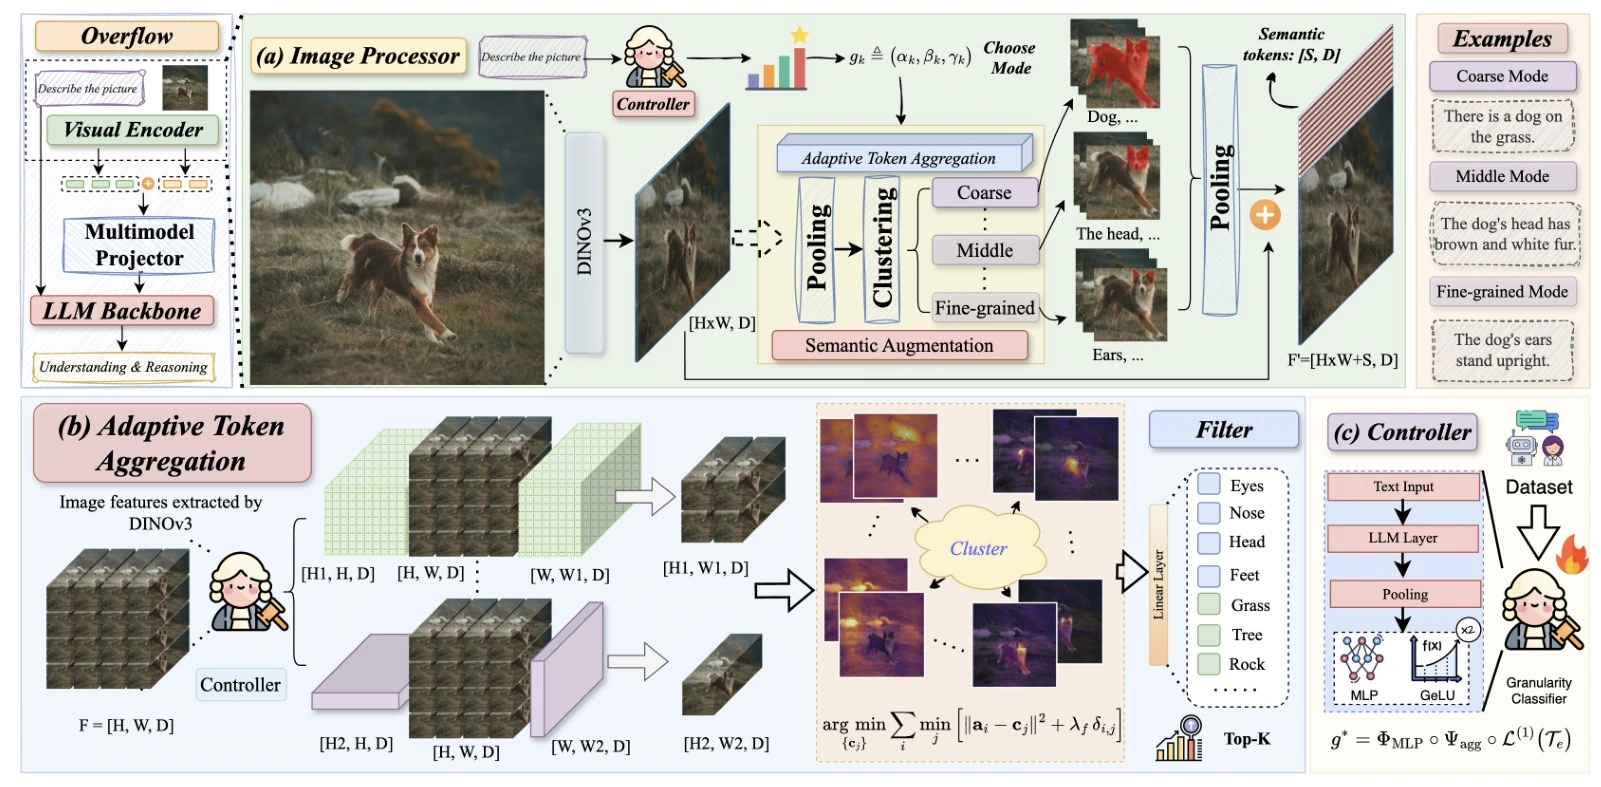 Overflow
Describe the picture
Visual Encoder
Multimodel
Projector
LLM Backbone
Understanding & Reasoning
(a) Image Processor
Describe the picture
Controller
g_k ≜ (α_k, β_k, γ_k)
Choose
Mode
DINOv3
[HxW, D]
Adaptive Token Aggregation
Pooling
Clustering
Coarse
Middle
Fine-grained
Semantic Augmentation
Dog, ...
The head, ...
Ears, ...
Pooling
Semantic
tokens: [S, D]
F'=[HxW+S, D]
Examples
Coarse Mode
There is a dog on
the grass.
Middle Mode
The dog's head has
brown and white fur.
Fine-grained Mode
The dog's ears
stand upright.
(b) Adaptive Token
Aggregation
Image features extracted by
DINOv3
F = [H, W, D]
Controller
[H1, H, D]
[H, W, D]
[W, W1, D]
[H1, W1, D]
[H2, H, D]
[H, W, D]
[W, W2, D]
[H2, W2, D]
Cluster
arg min_{c_j} ∑_i min_j [‖a_i − c_j‖² + λ_f δ_{i,j}]
Filter
Linear Layer
Eyes
Nose
Head
Feet
Grass
Tree
Rock
......
Top-K
(c) Controller
Text Input
LLM Layer
Pooling
x2
f(x)
MLP
GeLU
Dataset
Granularity
Classifier
g* = Φ_MLP ∘ Ψ_agg ∘ 𝓛^(1)(𝒯_e)